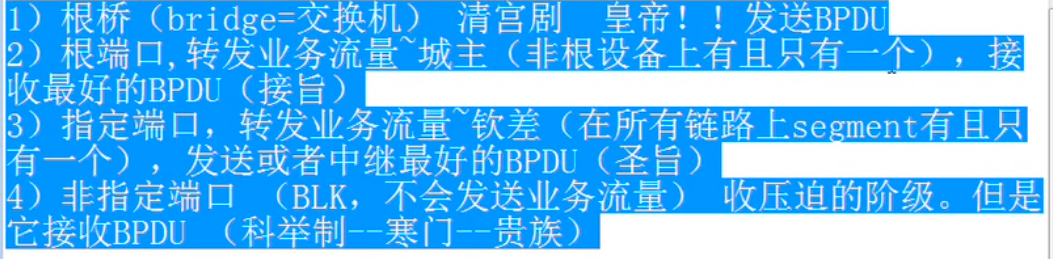 1）根桥（bridge=交换机） 清宫剧  皇帝！！发送BPDU
2）根端口,转发业务流量~城主（非根设备上有且只有一个），接
收最好的BPDU（接旨）
3）指定端口，转发业务流量~钦差（在所有链路上segment有且只
有一个），发送或者中继最好的BPDU（圣旨）
4）非指定端口 （BLK，不会发送业务流量） 收压迫的阶级。但是
它接收BPDU （科举制--寒门--贵族）